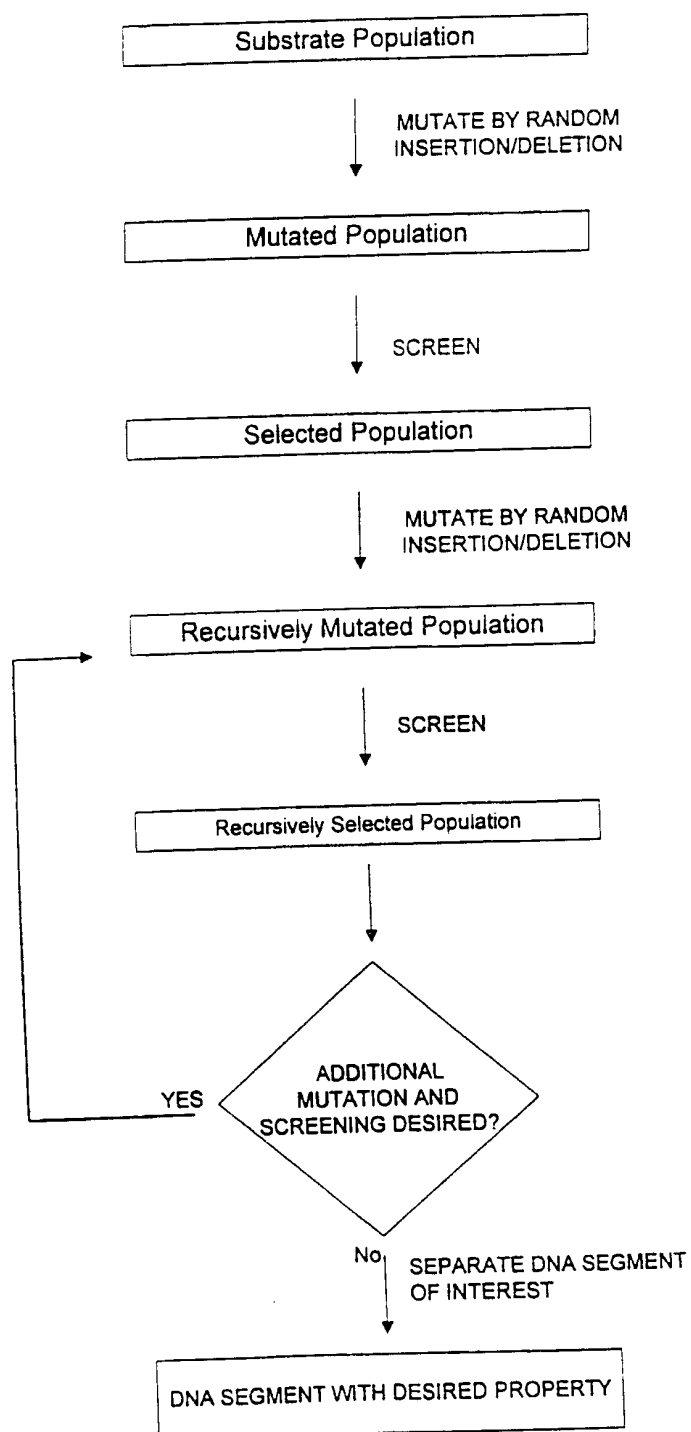 Substrate Population
MUTATE BY RANDOM
INSERTION/DELETION
Mutated Population
SCREEN
Selected Population
MUTATE BY RANDOM
INSERTION/DELETION
Recursively Mutated Population
SCREEN
Recursively Selected Population
ADDITIONAL
MUTATION AND
SCREENING DESIRED?
YES
No
SEPARATE DNA SEGMENT
OF INTEREST
DNA SEGMENT WITH DESIRED PROPERTY